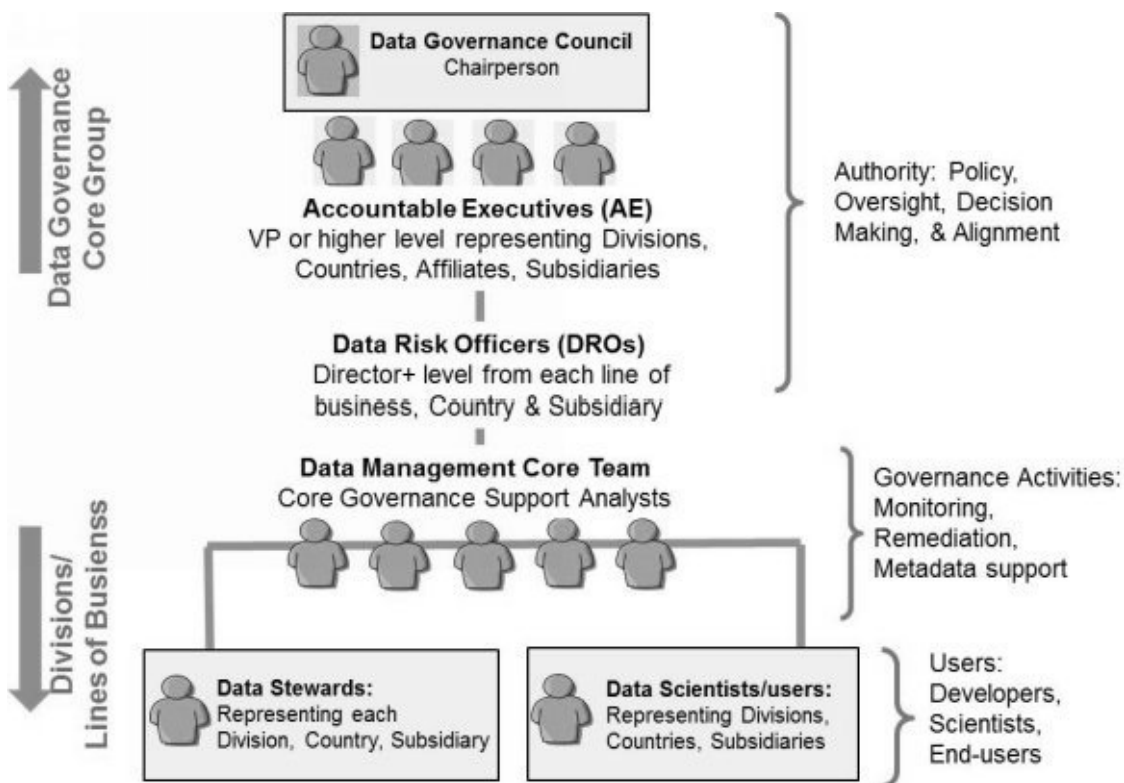 Data Governance Council
Chairperson
Data Governance
Core Group
Accountable Executives (AE)
VP or higher level representing Divisions,
Countries, Affiliates, Subsidiaries
Authority: Policy,
Oversight, Decision
Making, & Alignment
Data Risk Officers (DROs)
Director+ level from each line of
business, Country & Subsidiary
Data Management Core Team
Core Governance Support Analysts
Governance Activities:
Monitoring,
Remediation,
Metadata support
Divisions/
Lines of Busienss
Data Stewards:
Representing each
Division, Country, Subsidiary
Data Scientists/users:
Representing Divisions,
Countries, Subsidiaries
Users:
Developers,
Scientists,
End-users